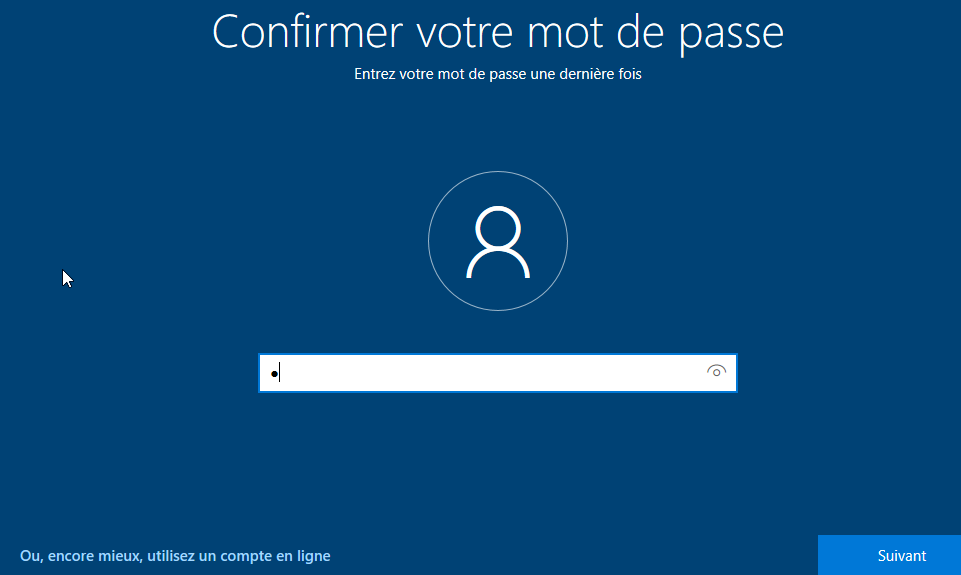 Confirmer votre mot de passe
Entrez votre mot de passe une dernière fois
Ou, encore mieux, utilisez un compte en ligne
Suivant